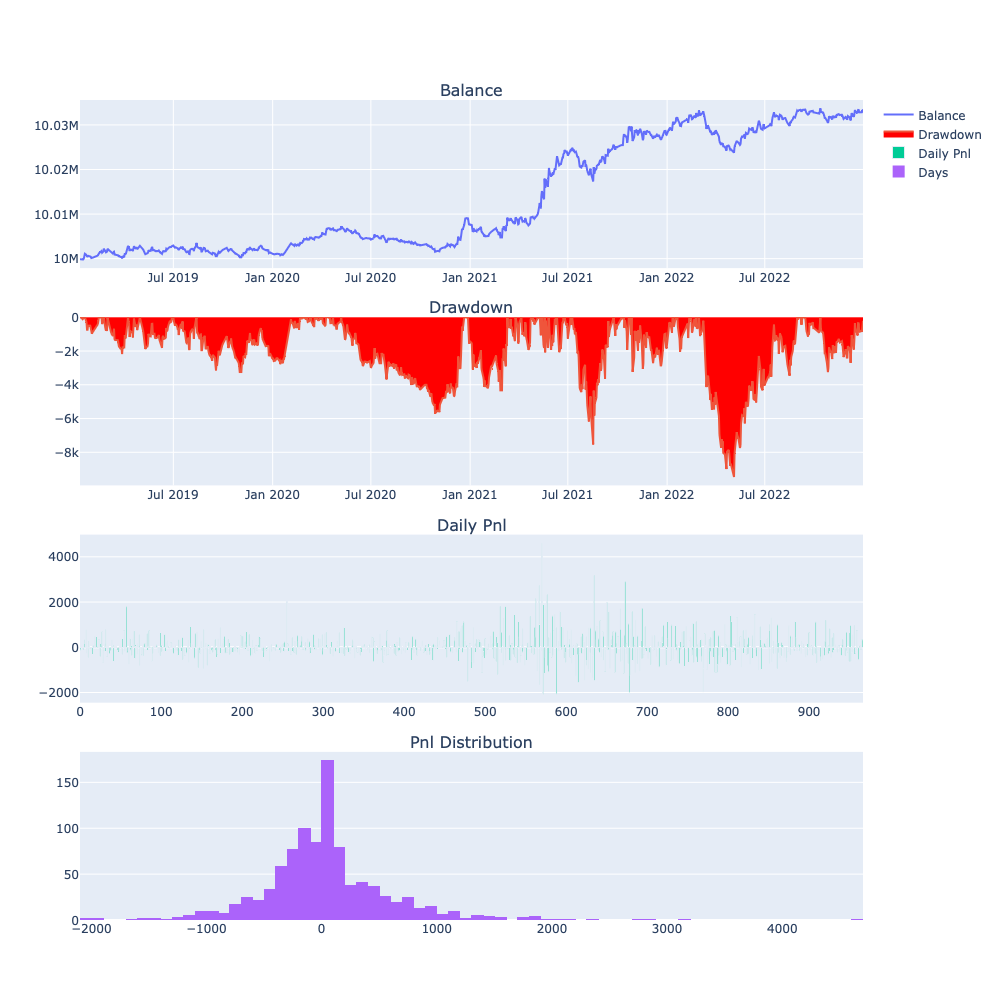 Balance
10.03M
10.02M
10.01M
10M
Jul 2019 Jan 2020 Jul 2020 Jan 2021 Jul 2021 Jan 2022 Jul 2022
Balance
Drawdown
Daily Pnl
Days
Drawdown
0
−2k
−4k
−6k
−8k
Jul 2019 Jan 2020 Jul 2020 Jan 2021 Jul 2021 Jan 2022 Jul 2022
Daily Pnl
4000
2000
0
−2000
0 100 200 300 400 500 600 700 800 900
Pnl Distribution
150
100
50
0
−2000 −1000 0 1000 2000 3000 4000